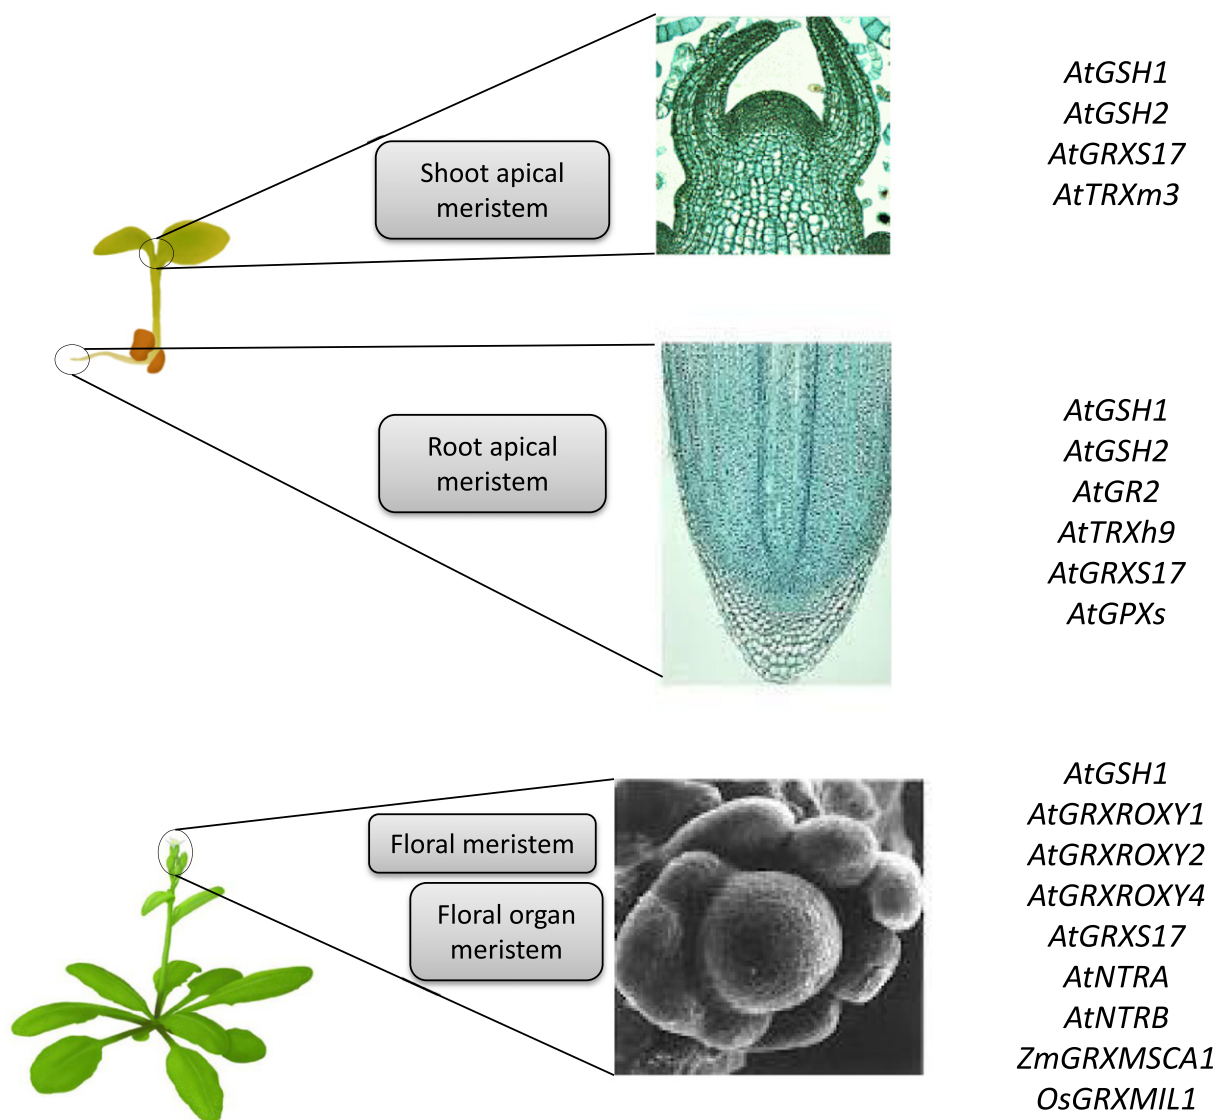 Shoot apical
meristem
AtGSH1
AtGSH2
AtGRXS17
AtTRXm3
Root apical
meristem
AtGSH1
AtGSH2
AtGR2
AtTRXh9
AtGRXS17
AtGPXs
Floral meristem
Floral organ
meristem
AtGSH1
AtGRXROXY1
AtGRXROXY2
AtGRXROXY4
AtGRXS17
AtNTRA
AtNTRB
ZmGRXMSCA1
OsGRXMIL1